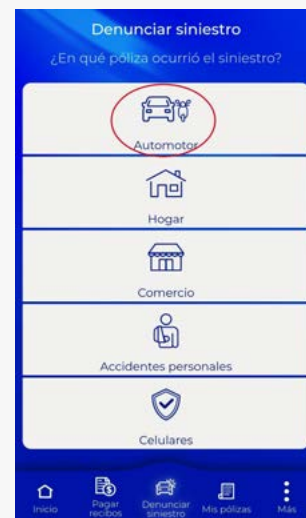 Denunciar siniestro
¿En qué póliza ocurrió el siniestro?
Automotor
Hogar
Comercio
Accidentes personales
Celulares
Inicio
Pagar
recibos
Denunciar
siniestro
Mis pólizas
Más